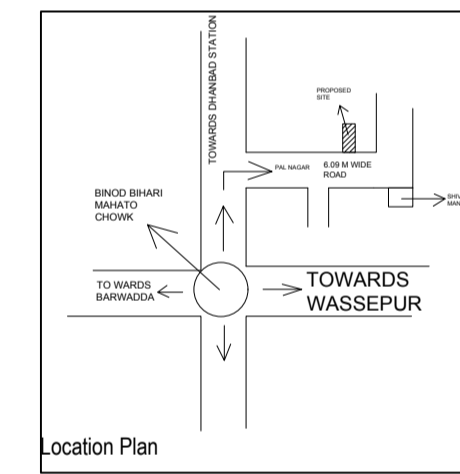 TOWARDS DHANBAD STATION
PROPOSED
SITE
PAL NAGAR
6.09 M WIDE
ROAD
BINOD BIHARI
MAHATO
CHOWK
TO WARDS
BARWADDA
TOWARDS
WASSEPUR
Location Plan